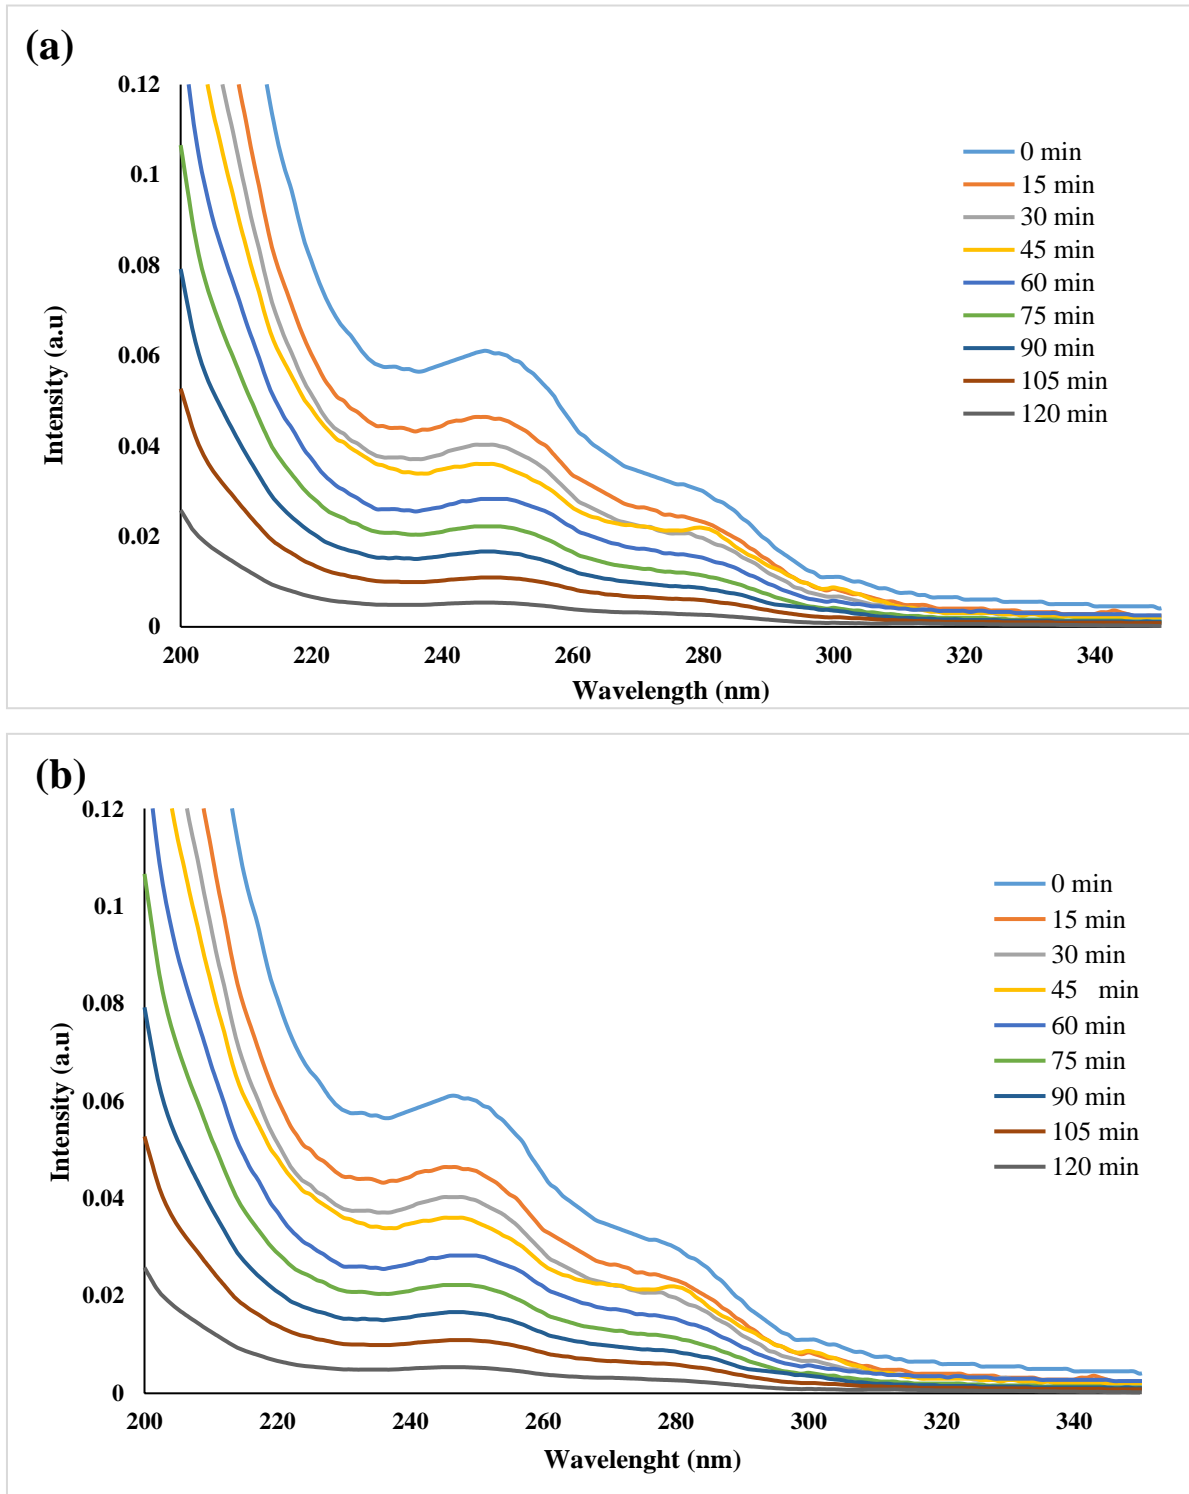 (a)
0.12
0.1
0.08
0.06
0.04
0.02
0
Intensity (a.u)
200 220 240 260 280 300 320 340
Wavelength (nm)
0 min
15 min
30 min
45 min
60 min
75 min
90 min
105 min
120 min
(b)
0.12
0.1
0.08
0.06
0.04
0.02
0
Intensity (a.u)
200 220 240 260 280 300 320 340
Wavelenght (nm)
0 min
15 min
30 min
45 min
60 min
75 min
90 min
105 min
120 min